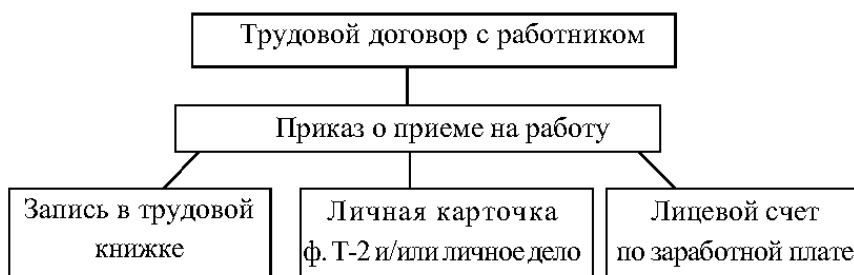 Трудовой договор с работником
Приказ о приеме на работу
Запись в трудовой
книжке
Личная карточка
ф. Т-2 и/или личное дело
Лицевой счет
по заработной плате